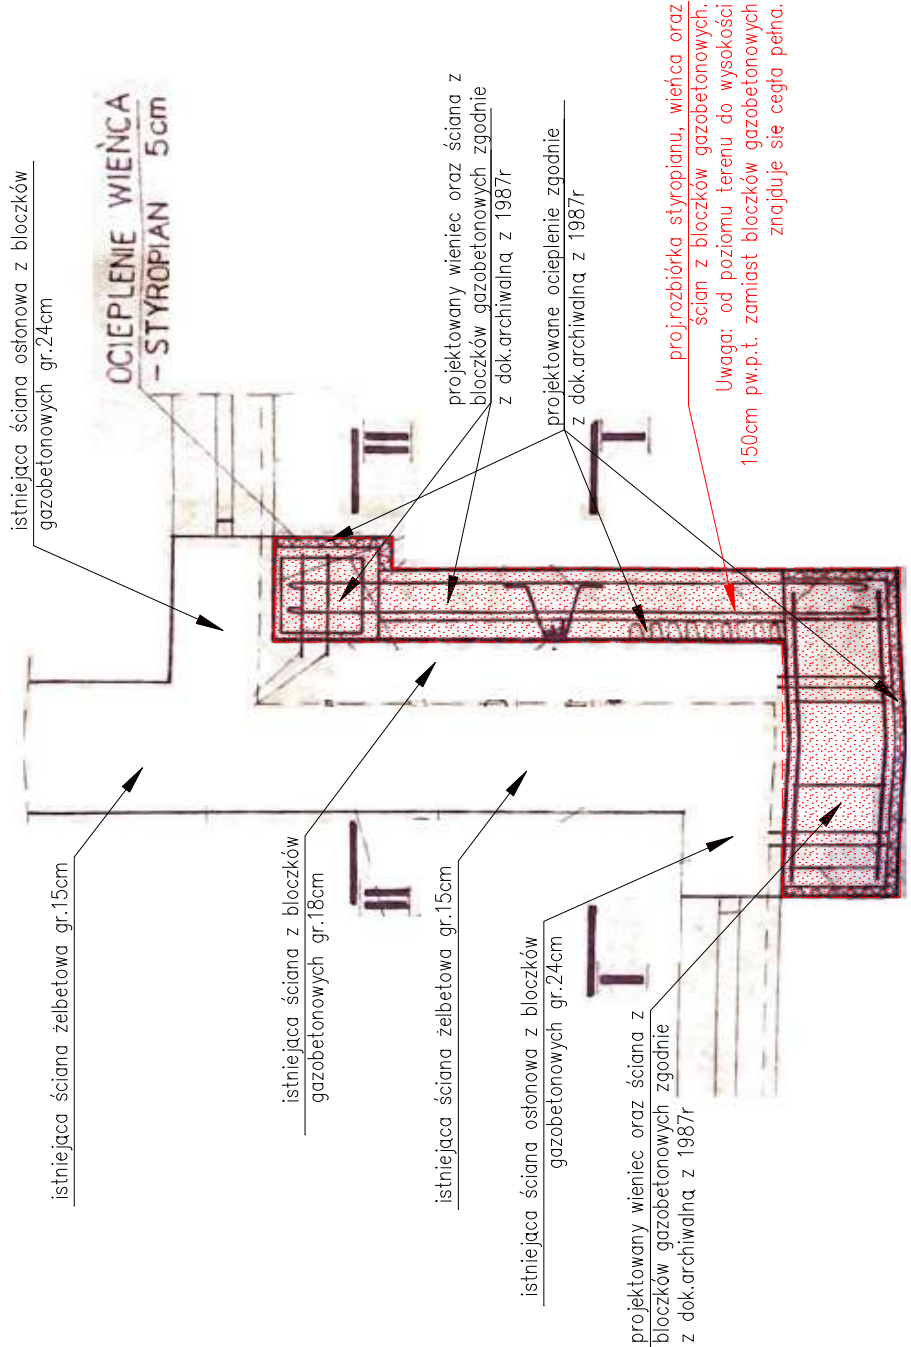 istniejąca ściana osłonowa z bloczków
gazobetonowych gr.24cm
OCIEPLENIE WIEŃCA
- STYROPIAN 5cm
projektowany wieniec oraz ściana z
bloczków gazobetonowych zgodnie
z dok.archiwalną z 1987r
projektowane ocieplenie zgodnie
z dok.archiwalną z 1987r
proj.rozbiórka styropianu, wieńca oraz
ścian z bloczków gazobetonowych.
Uwaga: od poziomu terenu do wysokości
150cm pw.p.t. zamiast bloczków gazobetonowych
znajduje się cegła pełna.
istniejąca ściana żelbetowa gr.15cm
istniejąca ściana z bloczków
gazobetonowych gr.18cm
istniejąca ściana żelbetowa gr.15cm
istniejąca ściana osłonowa z bloczków
gazobetonowych gr.24cm
projektowany wieniec oraz ściana z
bloczków gazobetonowych zgodnie
z dok.archiwalną z 1987r
II
I
II
I